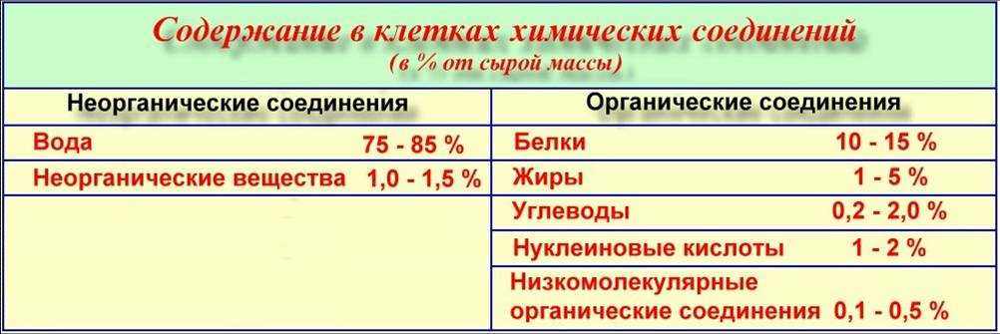 Содержание в клетках химических соединений
(в % от сырой массы)
Неорганические соединения
Органические соединения
Вода 75 - 85 %
Белки 10 - 15 %
Неорганические вещества 1,0 - 1,5 %
Жиры 1 - 5 %
Углеводы 0,2 - 2,0 %
Нуклеиновые кислоты 1 - 2 %
Низкомолекулярные
органические соединения 0,1 - 0,5 %